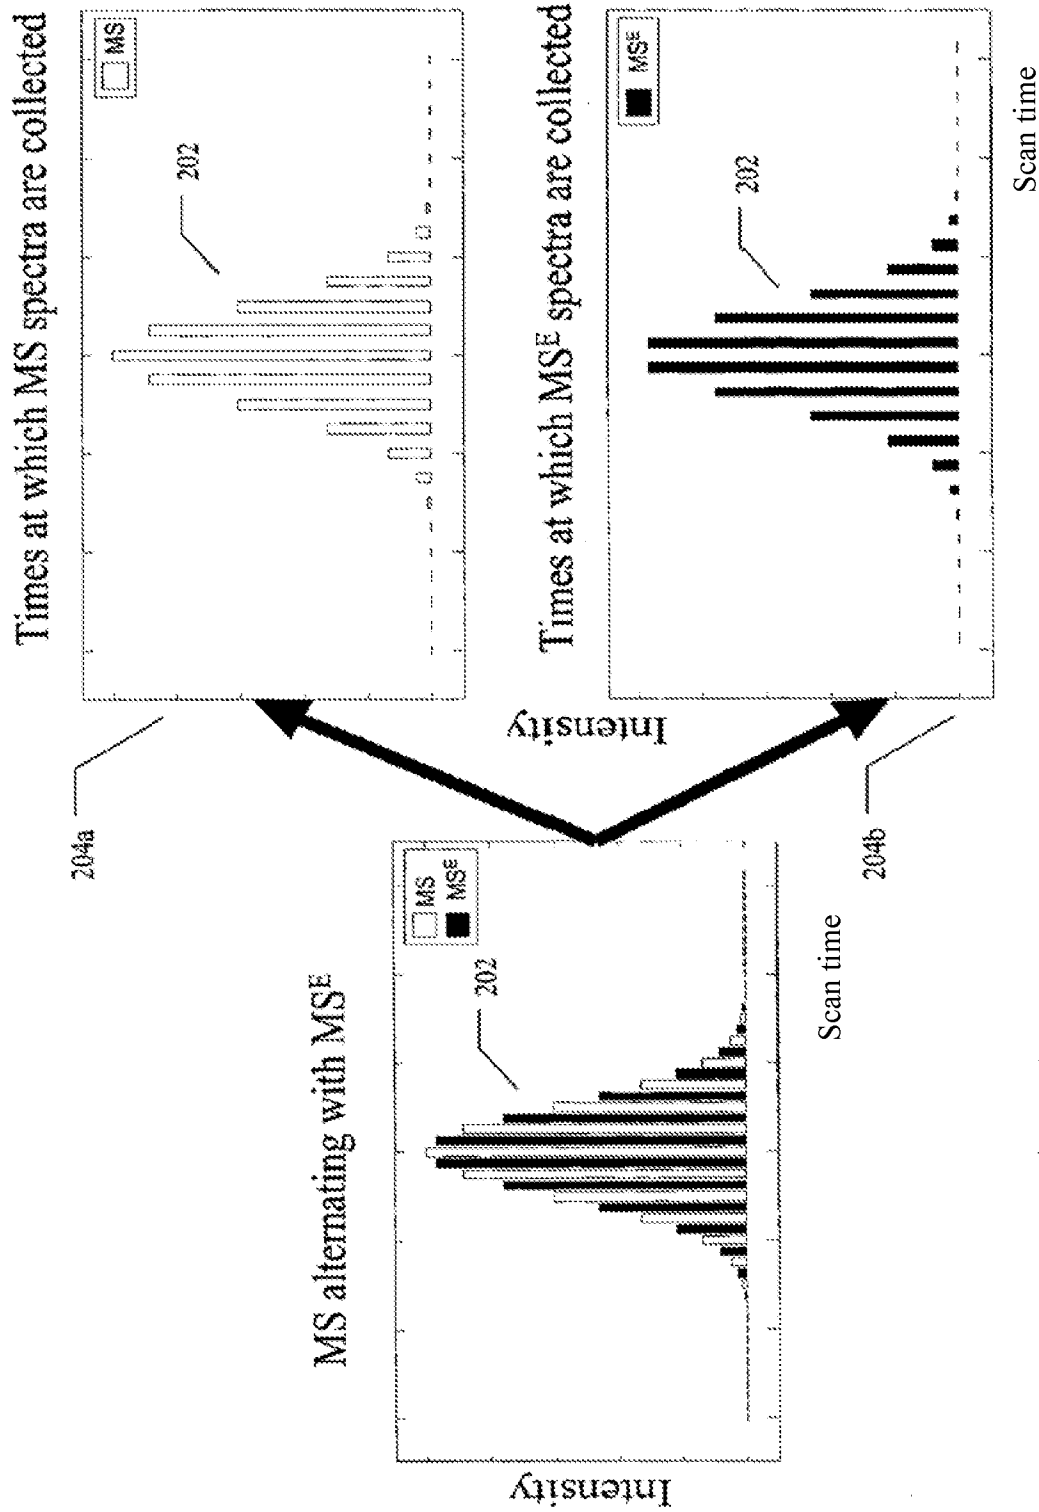 MS alternating with MSᴱ
MS
MSᴱ
202
Intensity
Scan time
204a
Times at which MS spectra are collected
MS
202
Intensity
204b
Times at which MSᴱ spectra are collected
MSᴱ
202
Scan time